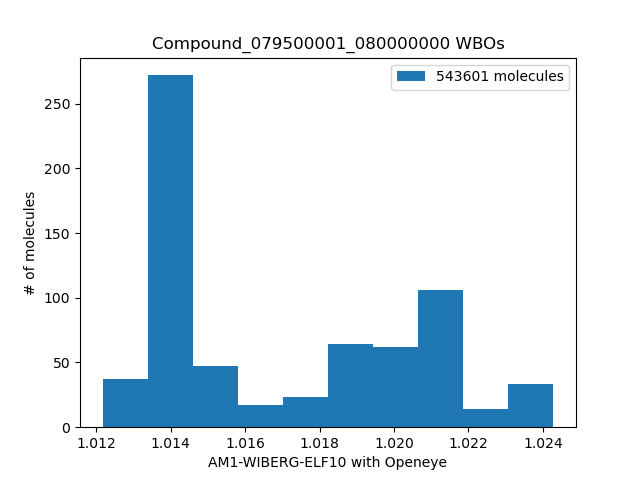 Compound_079500001_080000000 WBOs
543601 molecules
# of molecules
250
200
150
100
50
0
1.012 1.014 1.016 1.018 1.020 1.022 1.024
AM1-WIBERG-ELF10 with Openeye